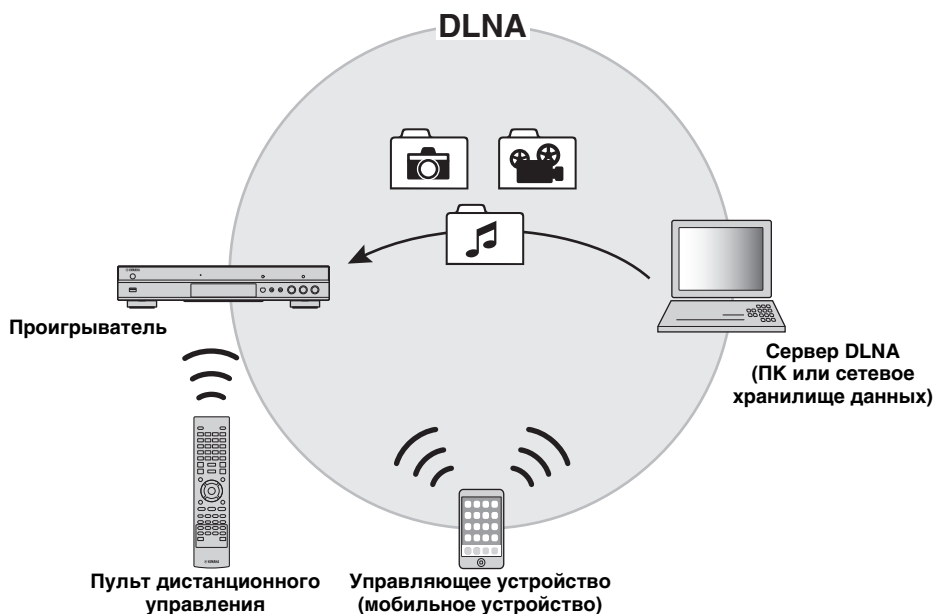 DLNA
Проигрыватель
Сервер DLNA
(ПК или сетевое
хранилище данных)
Пульт дистанционного
управления
Управляющее устройство
(мобильное устройство)